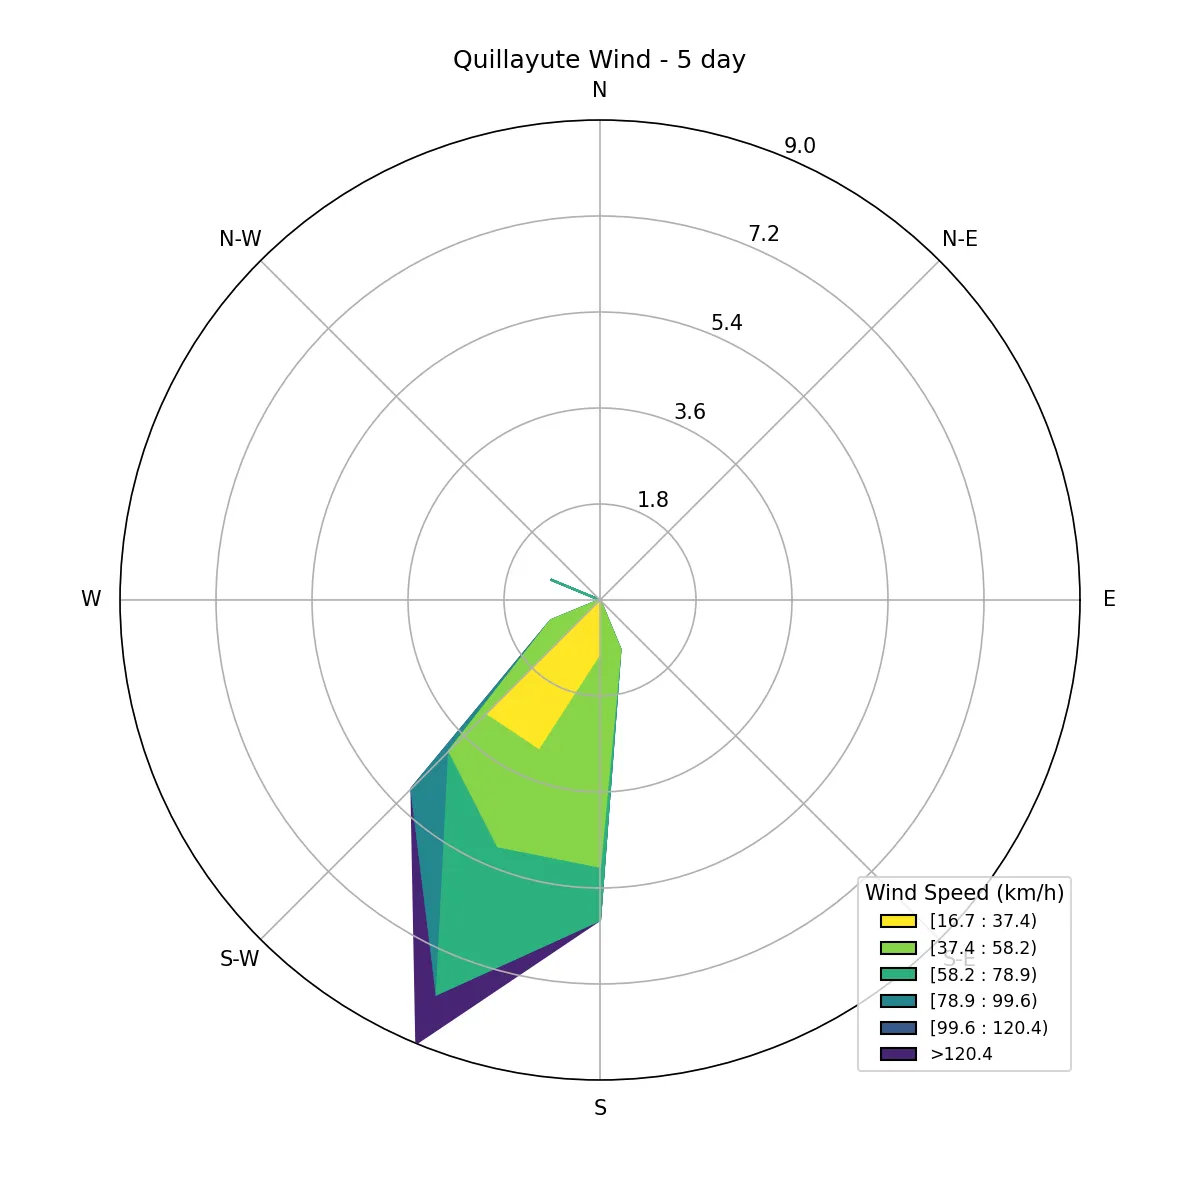 Quillayute Wind - 5 day
N
9.0
N-W
N-E
7.2
5.4
3.6
1.8
W
E
Wind Speed (km/h)
[16.7 : 37.4)
[37.4 : 58.2)
S-W
S-E
[58.2 : 78.9)
[78.9 : 99.6)
[99.6 : 120.4)
>120.4
S